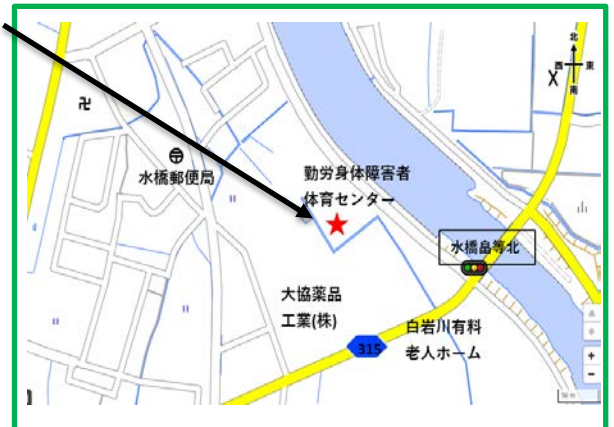 北
西 東
南
水橋郵便局
勤労身体障害者
体育センター
水橋畠等北
大協薬品
工業(株)
315
白岩川有料
老人ホーム
+
−